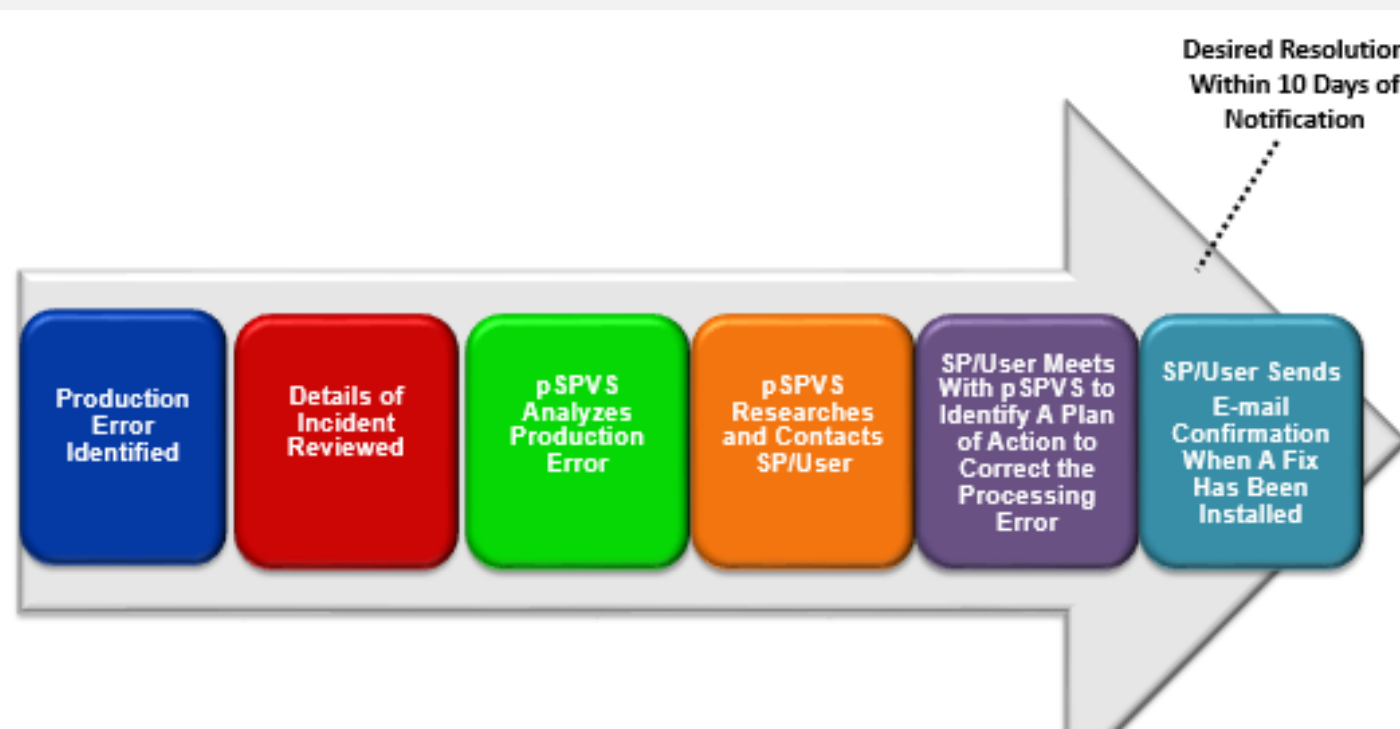 Desired Resolution
Within 10 Days of
Notification
Production
Error
Identified
Details of
Incident
Reviewed
pSPVS
Analyzes
Production
Error
pSPVS
Researches
and Contacts
SP/User
SP/User Meets
With pSPVS to
Identify A Plan
of Action to
Correct the
Processing
Error
SP/User Sends
E-mail
Confirmation
When A Fix
Has Been
Installed